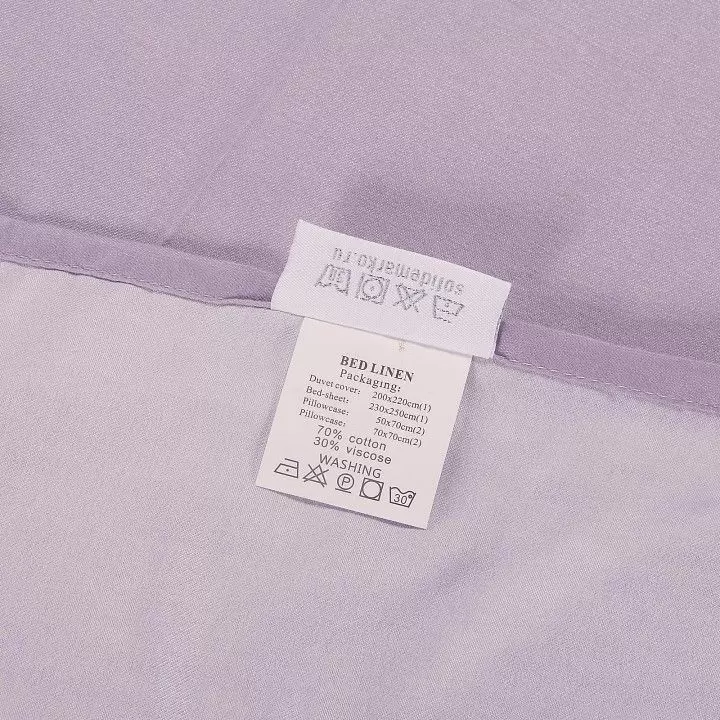 solidemarko.ru
BED LINEN
Packaging:
Duvet cover: 200x220cm(1)
Bed-sheet: 230x250cm(1)
Pillowcase: 50x70cm(2)
Pillowcase: 70x70cm(2)
70% cotton
30% viscose
WASHING
P 30